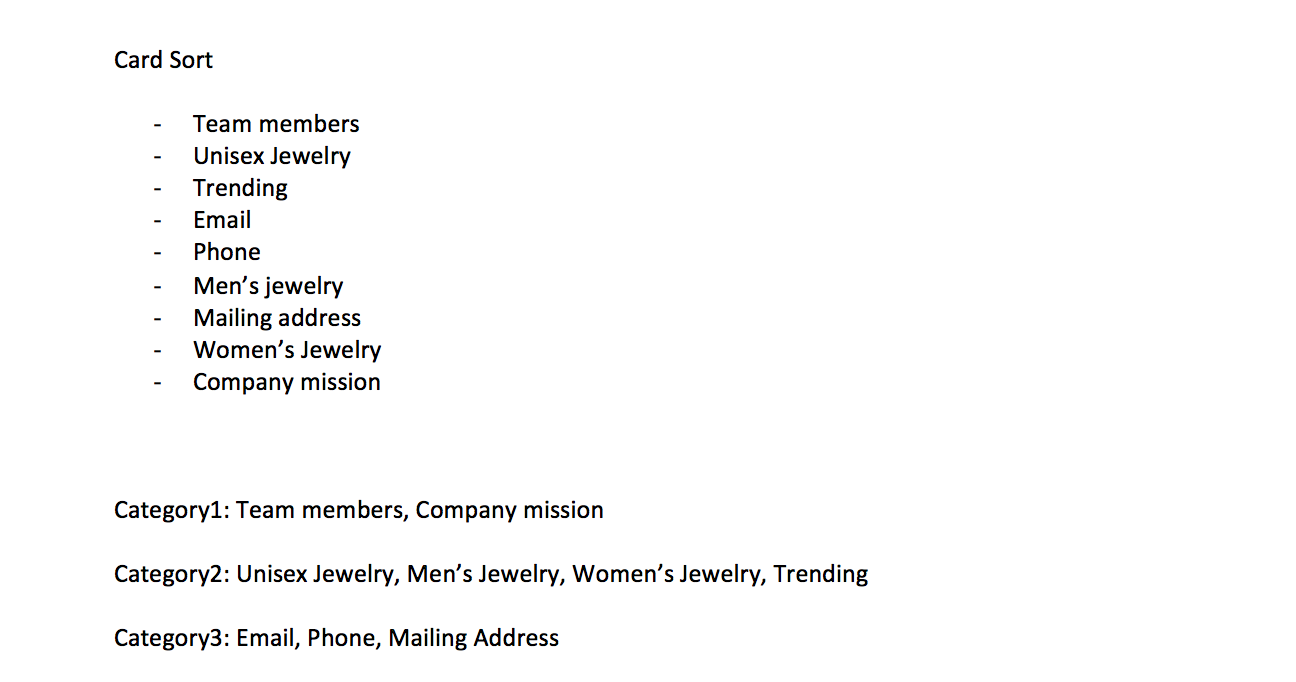 Card Sort
- Team members
- Unisex Jewelry
- Trending
- Email
- Phone
- Men’s jewelry
- Mailing address
- Women’s Jewelry
- Company mission
Category1: Team members, Company mission
Category2: Unisex Jewelry, Men’s Jewelry, Women’s Jewelry, Trending
Category3: Email, Phone, Mailing Address